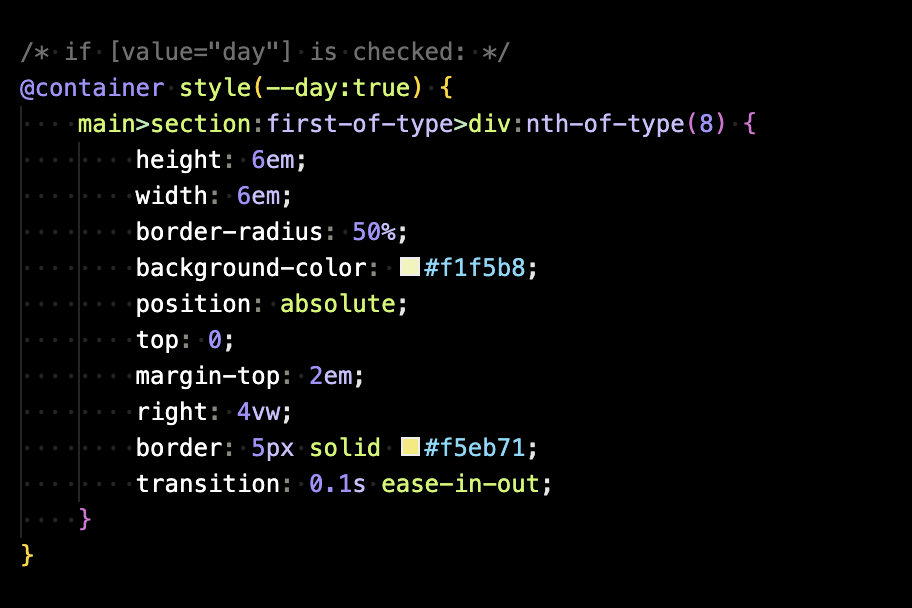 /* if [value="day"] is checked: */
@container style(--day:true) {
    main>section:first-of-type>div:nth-of-type(8) {
        height: 6em;
        width: 6em;
        border-radius: 50%;
        background-color: #f1f5b8;
        position: absolute;
        top: 0;
        margin-top: 2em;
        right: 4vw;
        border: 5px solid #f5eb71;
        transition: 0.1s ease-in-out;
    }
}